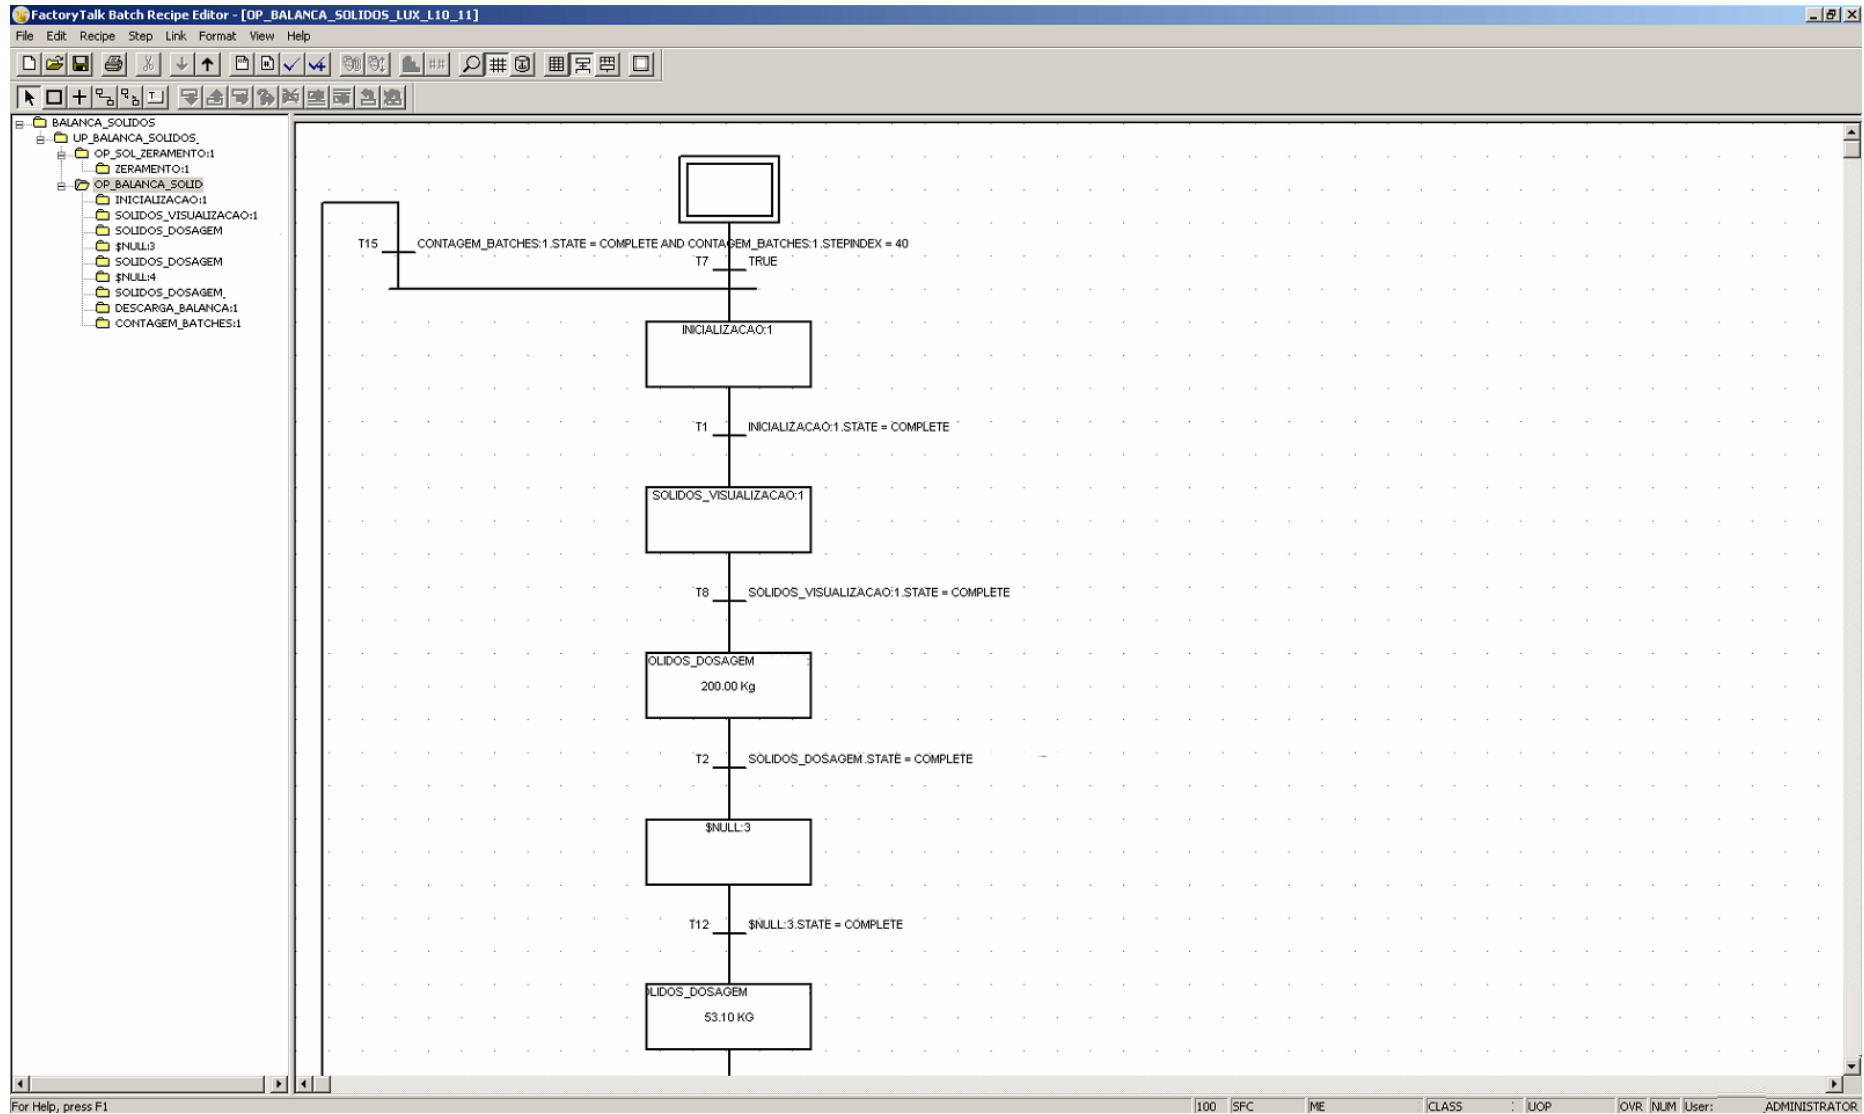 FactoryTalk Batch Recipe Editor - [OP_BALANCA_SOLIDOS_LUX_L10_11]
File Edit Recipe Step Link Format View Help
BALANCA_SOLIDOS
UP_BALANCA_SOLIDOS_
OP_SOL_ZERAMENTO:1
ZERAMENTO:1
OP_BALANCA_SOLID
INICIALIZACAO:1
SOLIDOS_VISUALIZACAO:1
SOLIDOS_DOSAGEM
$NULL:3
SOLIDOS_DOSAGEM
$NULL:4
SOLIDOS_DOSAGEM_
DESCARGA_BALANCA:1
CONTAGEM_BATCHES:1
T15 CONTAGEM_BATCHES:1.STATE = COMPLETE AND CONTAGEM_BATCHES:1.STEPINDEX = 40
T7 TRUE
INICIALIZACAO:1
T1 INICIALIZACAO:1.STATE = COMPLETE
SOLIDOS_VISUALIZACAO:1
T8 SOLIDOS_VISUALIZACAO:1.STATE = COMPLETE
OLIDOS_DOSAGEM :
200.00 Kg
T2 SOLIDOS_DOSAGEM.STATE = COMPLETE
$NULL:3
T12 $NULL:3.STATE = COMPLETE
LIDOS_DOSAGEM
53.10 KG
For Help, press F1 100 SFC ME CLASS : UOP OVR NUM User: ADMINISTRATOR